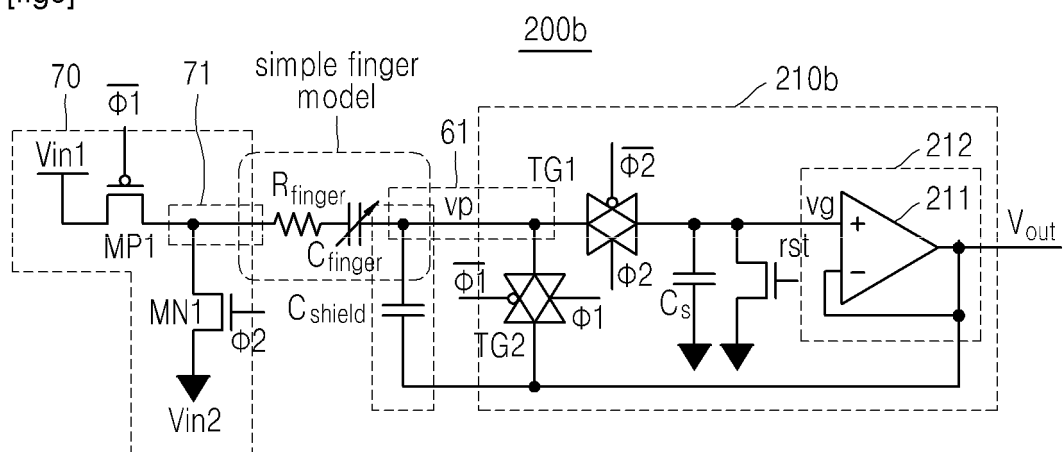 200b
simple finger
model
70
71
61
210b
212
211
Φ1̅
Vin1
MP1
Rfinger
Cfinger
vp
TG1
Φ2̅
Φ2
vg
+
−
Vout
rst
Cs
MN1
Φ2
Vin2
Cshield
Φ1̅
Φ1
TG2